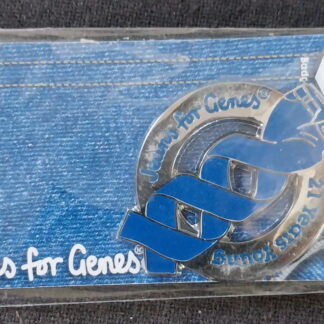 Jeans for Genes®
21 Years Young
s for Genes®